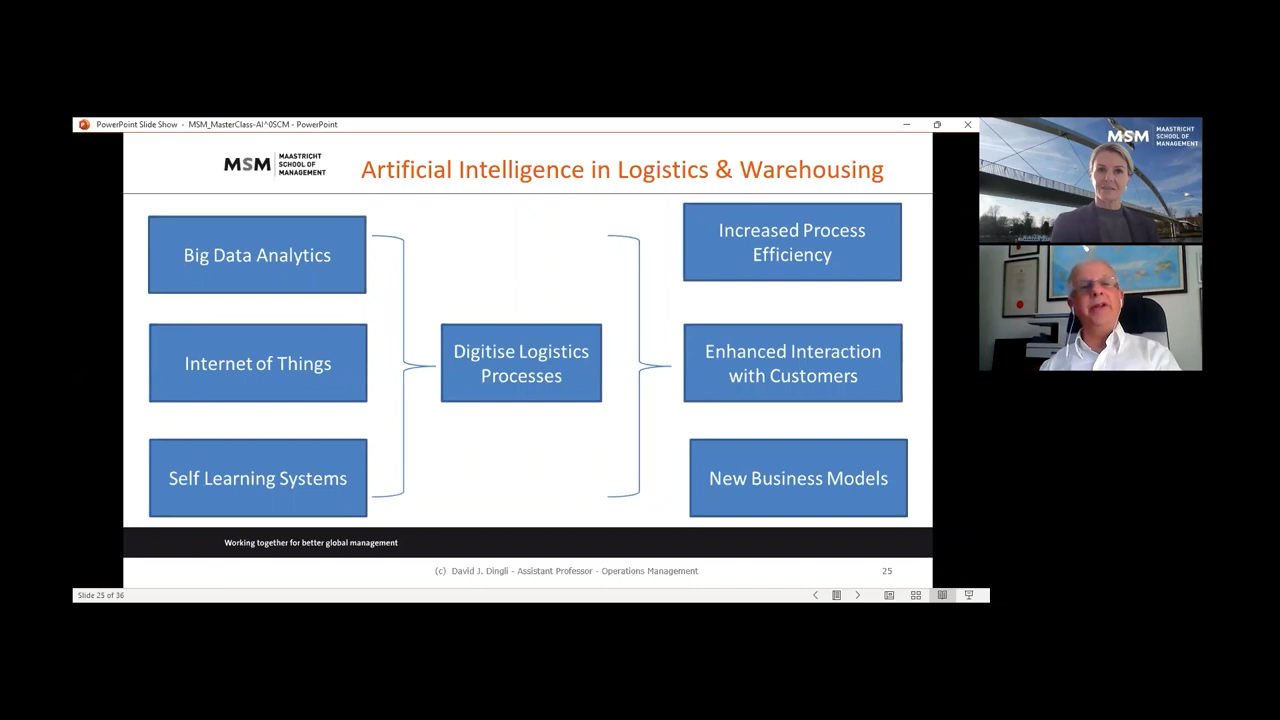 PowerPoint Slide Show - MSM_MasterClass-AI^0SCM - PowerPoint
MSM
MAASTRICHT
SCHOOL OF
MANAGEMENT
Artificial Intelligence in Logistics & Warehousing
Big Data Analytics
Internet of Things
Self Learning Systems
Digitise Logistics
Processes
Increased Process
Efficiency
Enhanced Interaction
with Customers
New Business Models
Working together for better global management
(c) David J. Dingli - Assistant Professor - Operations Management
25
Slide 25 of 36
MSM
MAASTRICHT
SCHOOL OF
MANAGEMENT